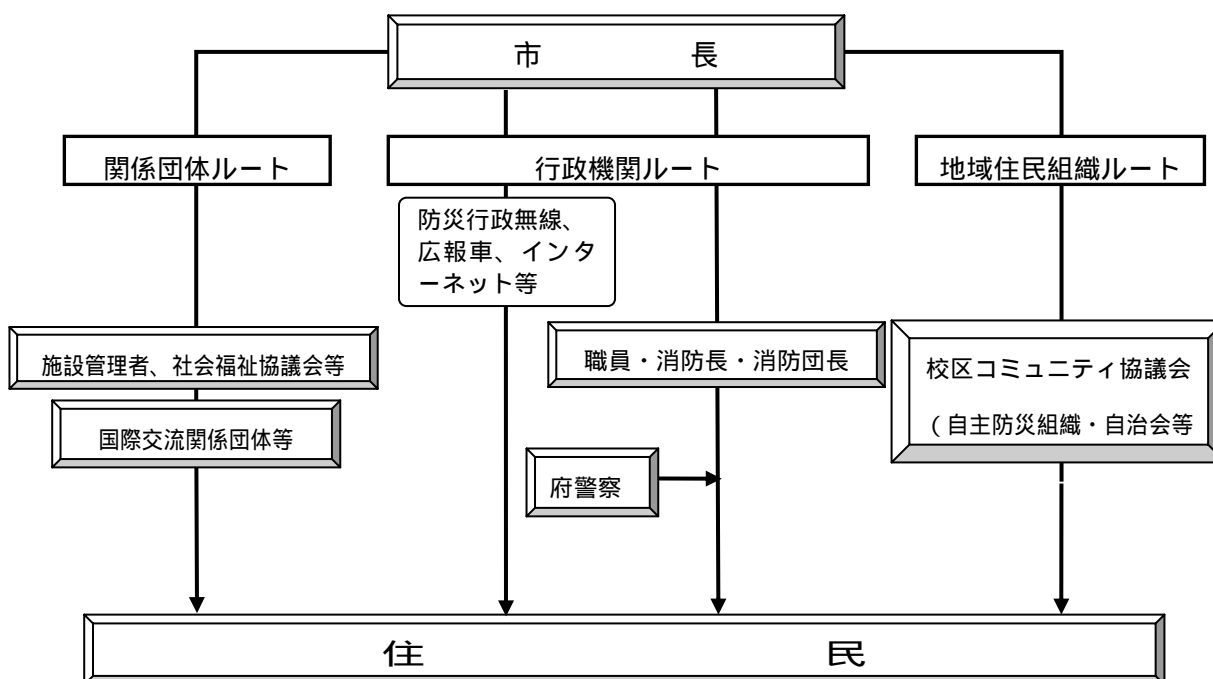 市　長
関係団体ルート
行政機関ルート
地域住民組織ルート
防災行政無線、
広報車、インタ
ーネット等
施設管理者、社会福祉協議会等
職員・消防長・消防団長
校区コミュニティ協議会
（自主防災組織・自治会等
国際交流関係団体等
府警察
住　民